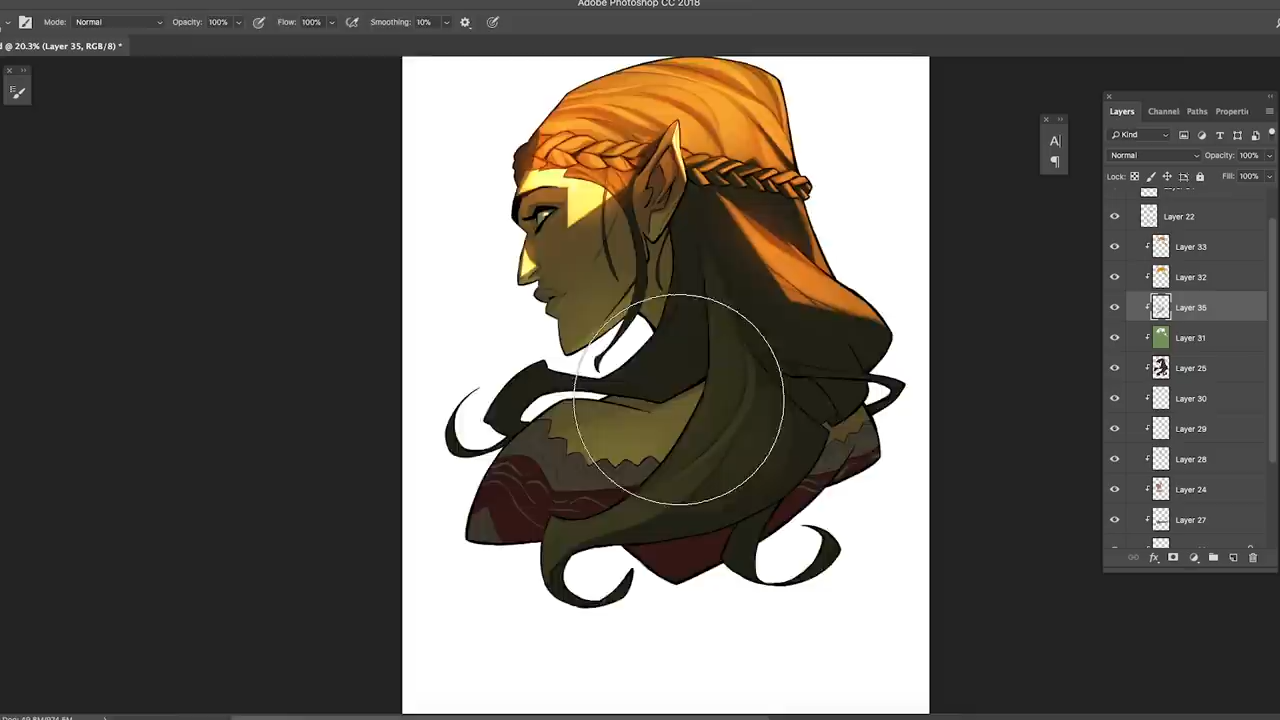 Adobe Photoshop CC 2018
Mode: Normal Opacity: 100% Flow: 100% Smoothing: 10%
@ 20.3% (Layer 35, RGB/8) *
Layers Channel Paths Properti
Kind
Normal Opacity: 100%
Lock: Fill: 100%
Layer 22
Layer 33
Layer 32
Layer 35
Layer 31
Layer 25
Layer 30
Layer 29
Layer 28
Layer 24
Layer 27